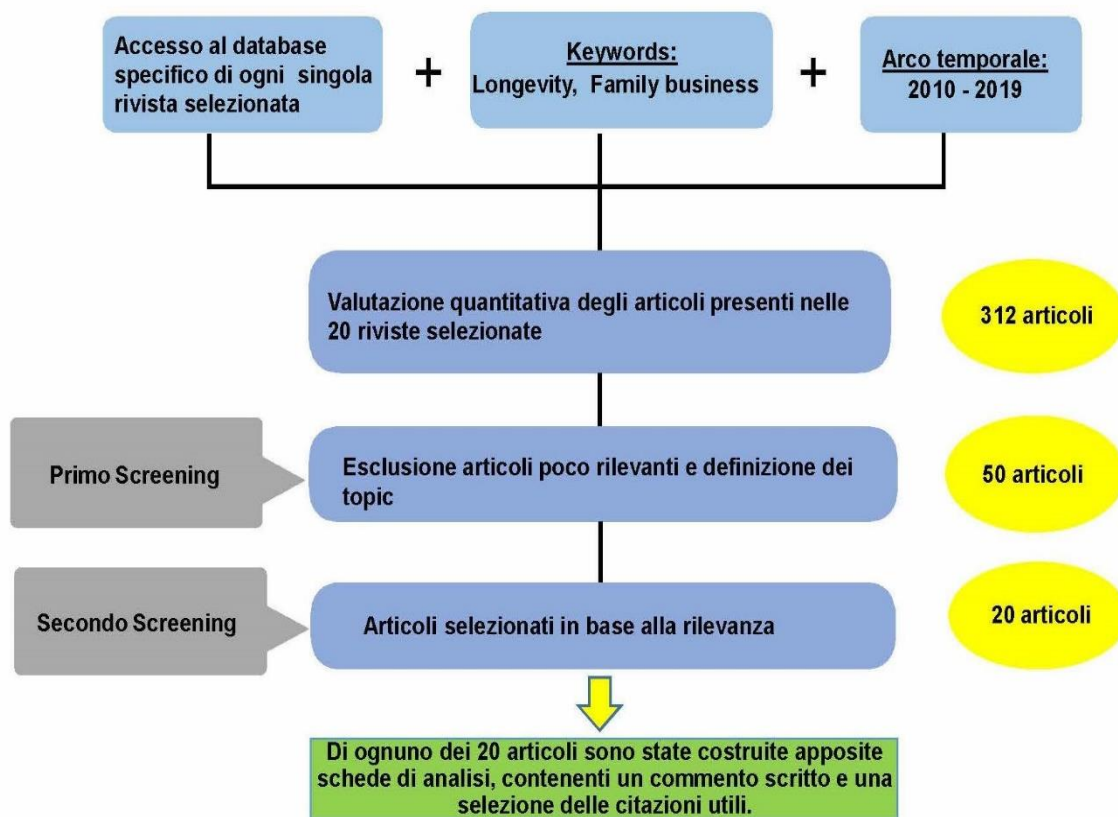 Accesso al database
specifico di ogni singola
rivista selezionata
+
Keywords:
Longevity, Family business
+
Arco temporale:
2010 - 2019
Valutazione quantitativa degli articoli presenti nelle
20 riviste selezionate
312 articoli
Primo Screening
Esclusione articoli poco rilevanti e definizione dei
topic
50 articoli
Secondo Screening
Articoli selezionati in base alla rilevanza
20 articoli
Di ognuno dei 20 articoli sono state costruite apposite
schede di analisi, contenenti un commento scritto e una
selezione delle citazioni utili.